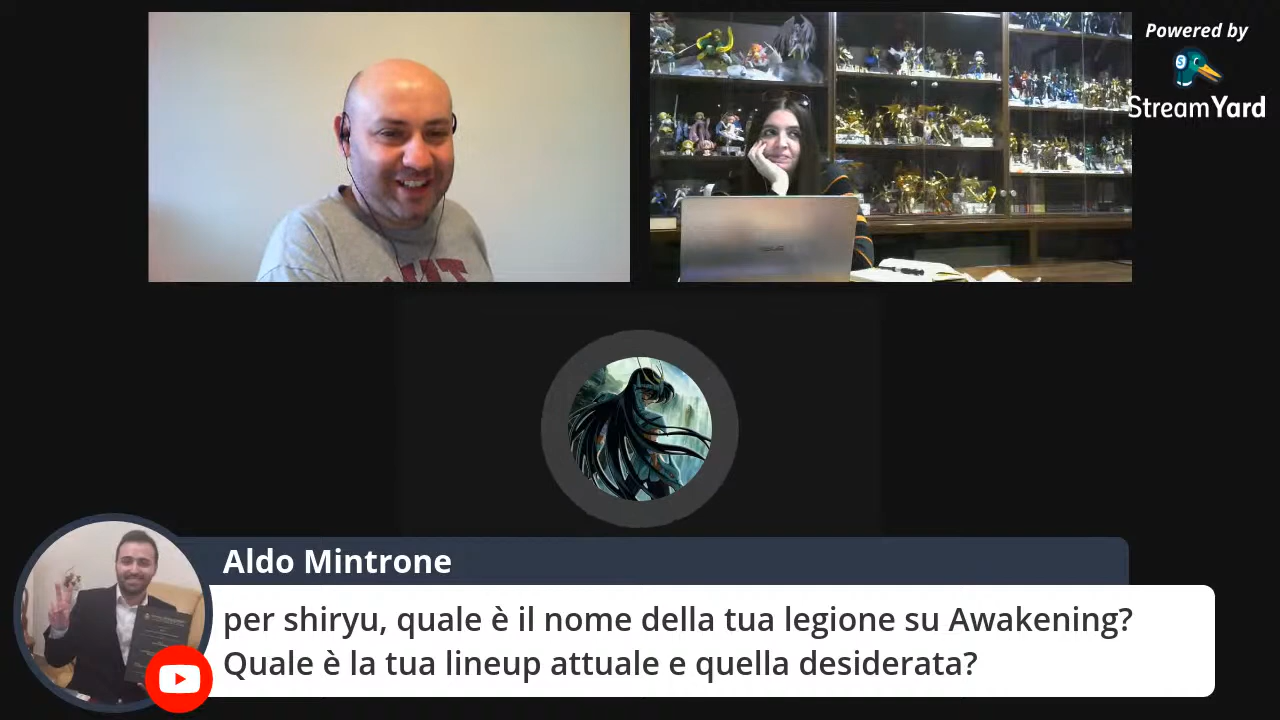 Powered by
StreamYard
Aldo Mintrone
per shiryu, quale è il nome della tua legione su Awakening?
Quale è la tua lineup attuale e quella desiderata?